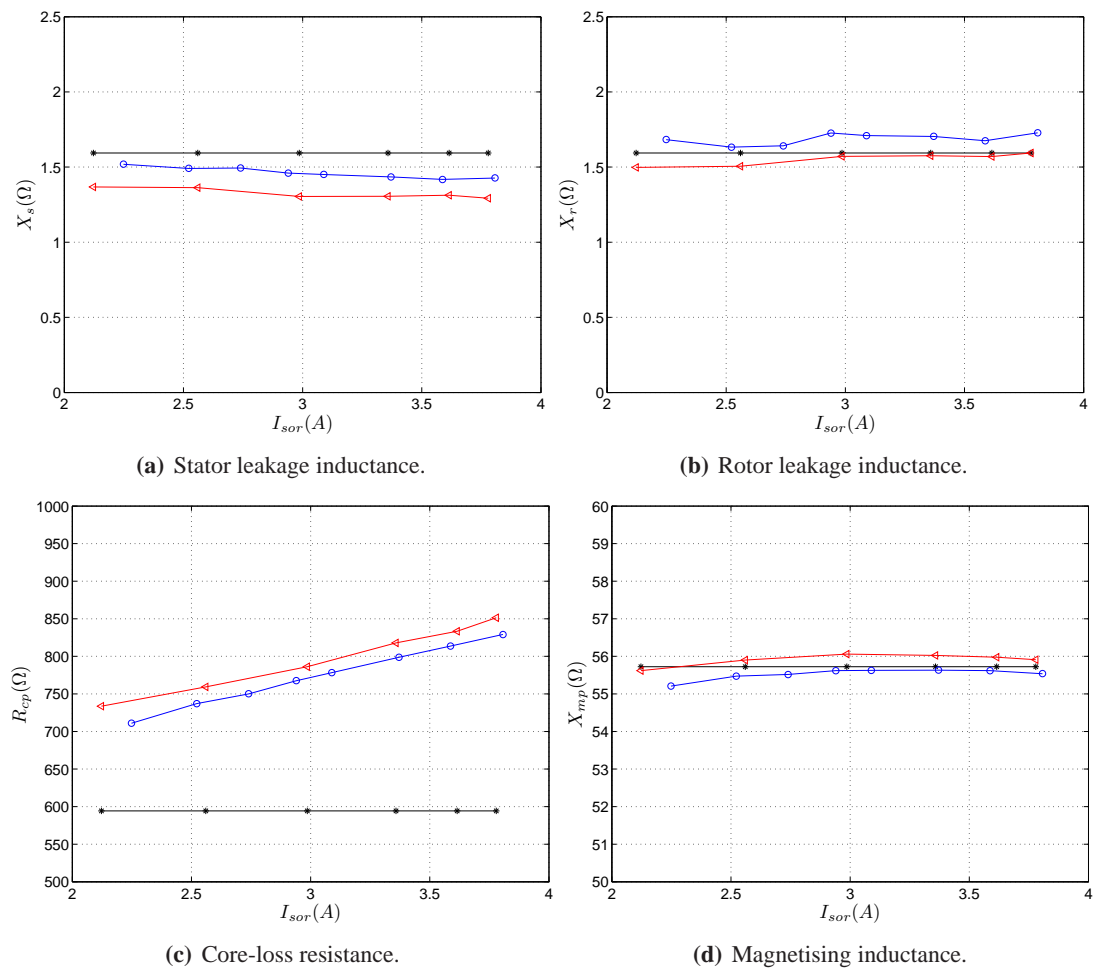 2.5
2
1.5
1
0.5
0
X_s(Ω)
2 2.5 3 3.5 4
I_sor(A)
(a) Stator leakage inductance.
2.5
2
1.5
1
0.5
0
X_r(Ω)
2 2.5 3 3.5 4
I_sor(A)
(b) Rotor leakage inductance.
1000
950
900
850
800
750
700
650
600
550
500
R_cp(Ω)
2 2.5 3 3.5 4
I_sor(A)
(c) Core-loss resistance.
60
59
58
57
56
55
54
53
52
51
50
X_mp(Ω)
2 2.5 3 3.5 4
I_sor(A)
(d) Magnetising inductance.